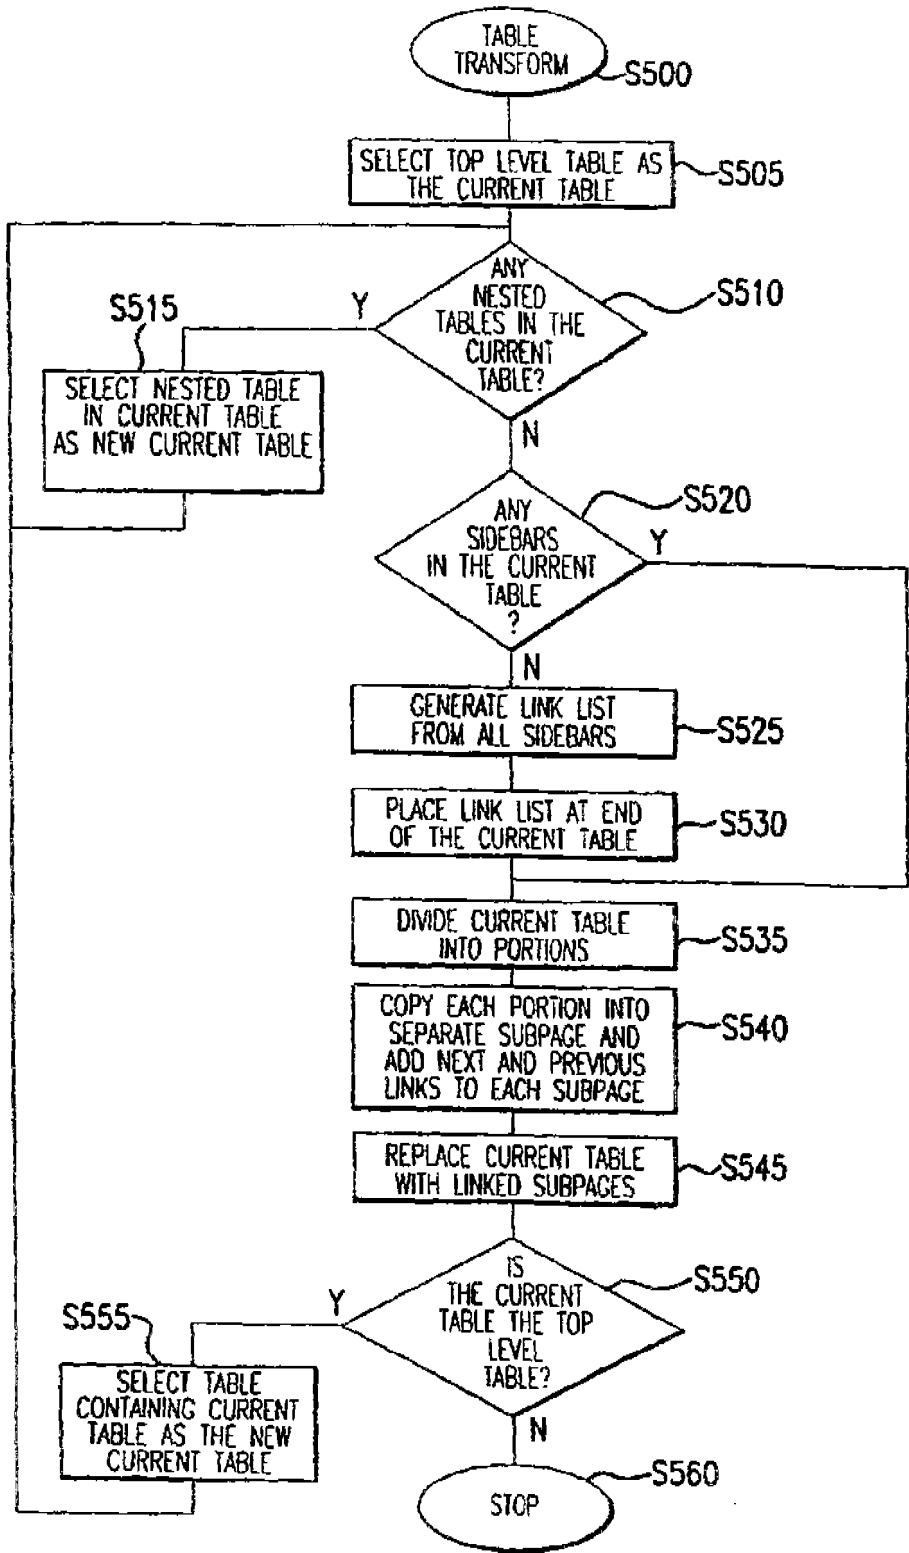 TABLE
TRANSFORM
S500
SELECT TOP LEVEL TABLE AS
THE CURRENT TABLE
S505
ANY
NESTED
TABLES IN THE
CURRENT
TABLE?
S510
Y
N
S515
SELECT NESTED TABLE
IN CURRENT TABLE
AS NEW CURRENT TABLE
ANY
SIDEBARS
IN THE CURRENT
TABLE
?
S520
Y
N
GENERATE LINK LIST
FROM ALL SIDEBARS
S525
PLACE LINK LIST AT END
OF THE CURRENT TABLE
S530
DIVIDE CURRENT TABLE
INTO PORTIONS
S535
COPY EACH PORTION INTO
SEPARATE SUBPAGE AND
ADD NEXT AND PREVIOUS
LINKS TO EACH SUBPAGE
S540
REPLACE CURRENT TABLE
WITH LINKED SUBPAGES
S545
IS
THE CURRENT
TABLE THE TOP
LEVEL
TABLE?
S550
Y
N
S555
SELECT TABLE
CONTAINING CURRENT
TABLE AS THE NEW
CURRENT TABLE
STOP
S560